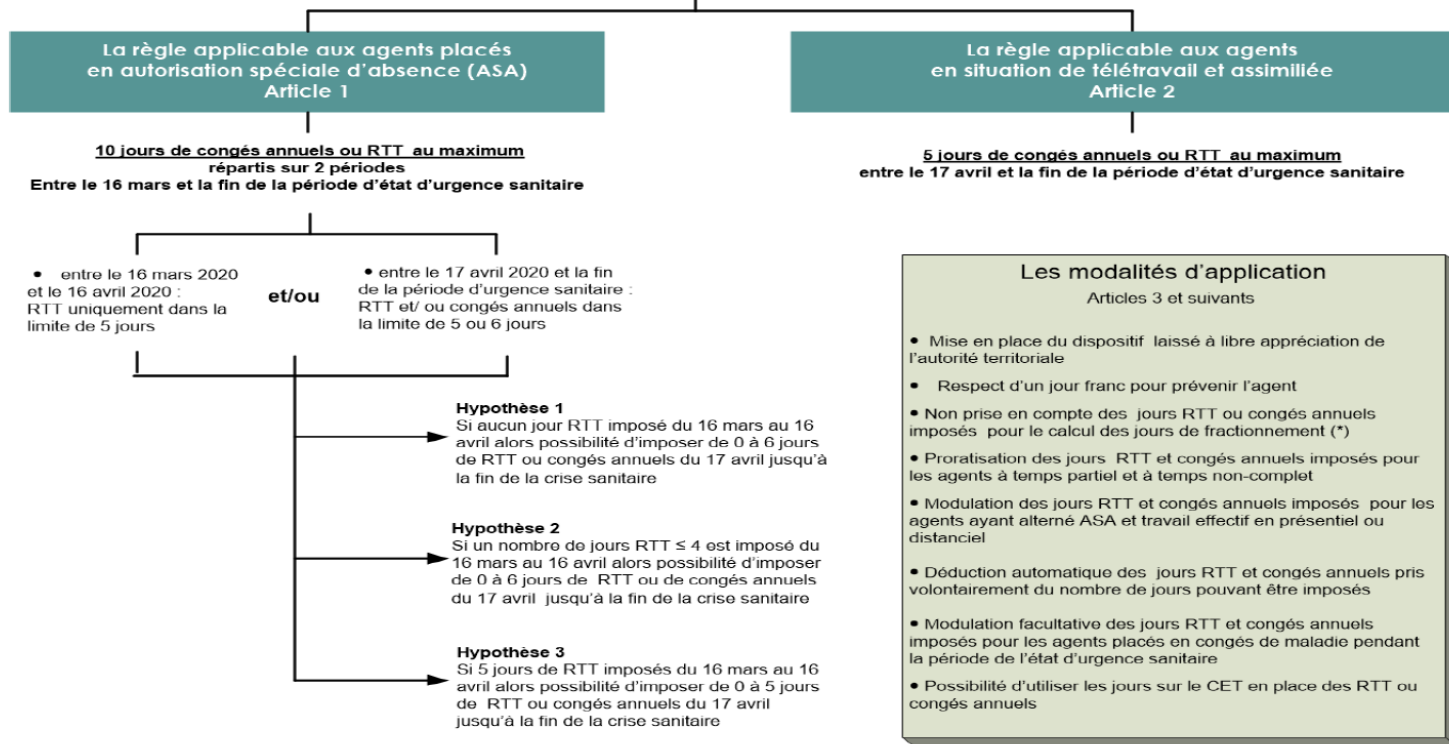 La règle applicable aux agents placés
en autorisation spéciale d'absence (ASA)
Article 1
La règle applicable aux agents
en situation de télétravail et assimiliée
Article 2
10 jours de congés annuels ou RTT au maximum
répartis sur 2 périodes
Entre le 16 mars et la fin de la période d'état d'urgence sanitaire
5 jours de congés annuels ou RTT au maximum
entre le 17 avril et la fin de la période d'état d'urgence sanitaire
• entre le 16 mars 2020
et le 16 avril 2020 :
RTT uniquement dans la
limite de 5 jours
et/ou
• entre le 17 avril 2020 et la fin
de la période d'urgence sanitaire :
RTT et/ ou congés annuels dans
la limite de 5 ou 6 jours
Hypothèse 1
Si aucun jour RTT imposé du 16 mars au 16
avril alors possibilité d'imposer de 0 à 6 jours
de RTT ou congés annuels du 17 avril jusqu'à
la fin de la crise sanitaire
Hypothèse 2
Si un nombre de jours RTT ≤ 4 est imposé du
16 mars au 16 avril alors possibilité d'imposer
de 0 à 6 jours de RTT ou de congés annuels
du 17 avril jusqu'à la fin de la crise sanitaire
Hypothèse 3
Si 5 jours de RTT imposés du 16 mars au 16
avril alors possibilité d'imposer de 0 à 5 jours
de RTT ou congés annuels du 17 avril
jusqu'à la fin de la crise sanitaire
Les modalités d'application
Articles 3 et suivants
• Mise en place du dispositif laissé à libre appréciation de
l'autorité territoriale
• Respect d'un jour franc pour prévenir l'agent
• Non prise en compte des jours RTT ou congés annuels
imposés pour le calcul des jours de fractionnement (*)
• Proratisation des jours RTT et congés annuels imposés pour
les agents à temps partiel et à temps non-complet
• Modulation des jours RTT et congés annuels imposés pour les
agents ayant alterné ASA et travail effectif en présentiel ou
distanciel
• Déduction automatique des jours RTT et congés annuels pris
volontairement du nombre de jours pouvant être imposés
• Modulation facultative des jours RTT et congés annuels
imposés pour les agents placés en congés de maladie pendant
la période de l'état d'urgence sanitaire
• Possibilité d'utiliser les jours sur le CET en place des RTT ou
congés annuels